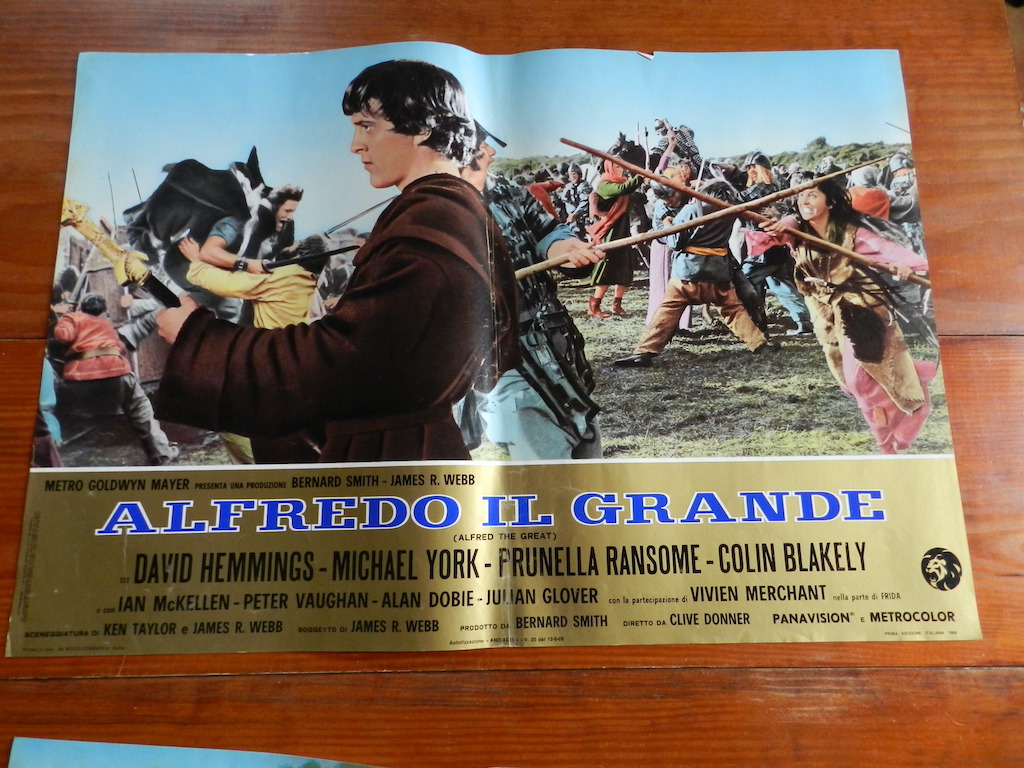 METRO GOLDWYN MAYER PRESENTA UNA PRODUZIONE BERNARD SMITH - JAMES R. WEBB
ALFREDO IL GRANDE
(ALFRED THE GREAT)
CON DAVID HEMMINGS - MICHAEL YORK - PRUNELLA RANSOME - COLIN BLAKELY
e con IAN McKELLEN - PETER VAUGHAN - ALAN DOBIE - JULIAN GLOVER con la partecipazione di VIVIEN MERCHANT nella parte di FRIDA
SCENEGGIATURA DI KEN TAYLOR e JAMES R. WEBB SOGGETTO DI JAMES R. WEBB PRODOTTO DA BERNARD SMITH DIRETTO DA CLIVE DONNER PANAVISION® E METROCOLOR
PRIMA EDIZIONE ITALIANA 1969